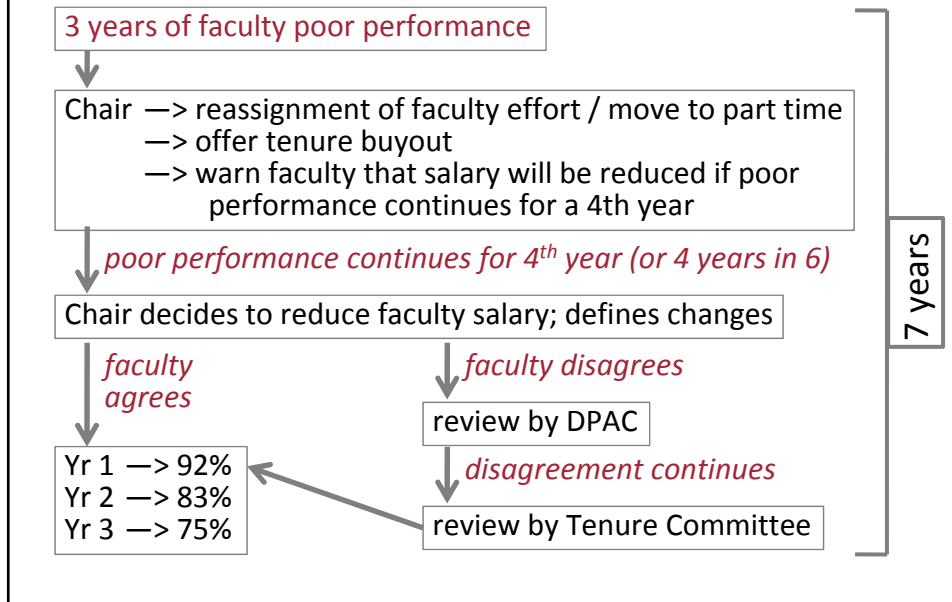 3 years of faculty poor performance
Chair —> reassignment of faculty effort / move to part time
—> offer tenure buyout
—> warn faculty that salary will be reduced if poor
performance continues for a 4th year
poor performance continues for 4th year (or 4 years in 6)
Chair decides to reduce faculty salary; defines changes
faculty
agrees
faculty disagrees
review by DPAC
disagreement continues
review by Tenure Committee
Yr 1 —> 92%
Yr 2 —> 83%
Yr 3 —> 75%
7 years